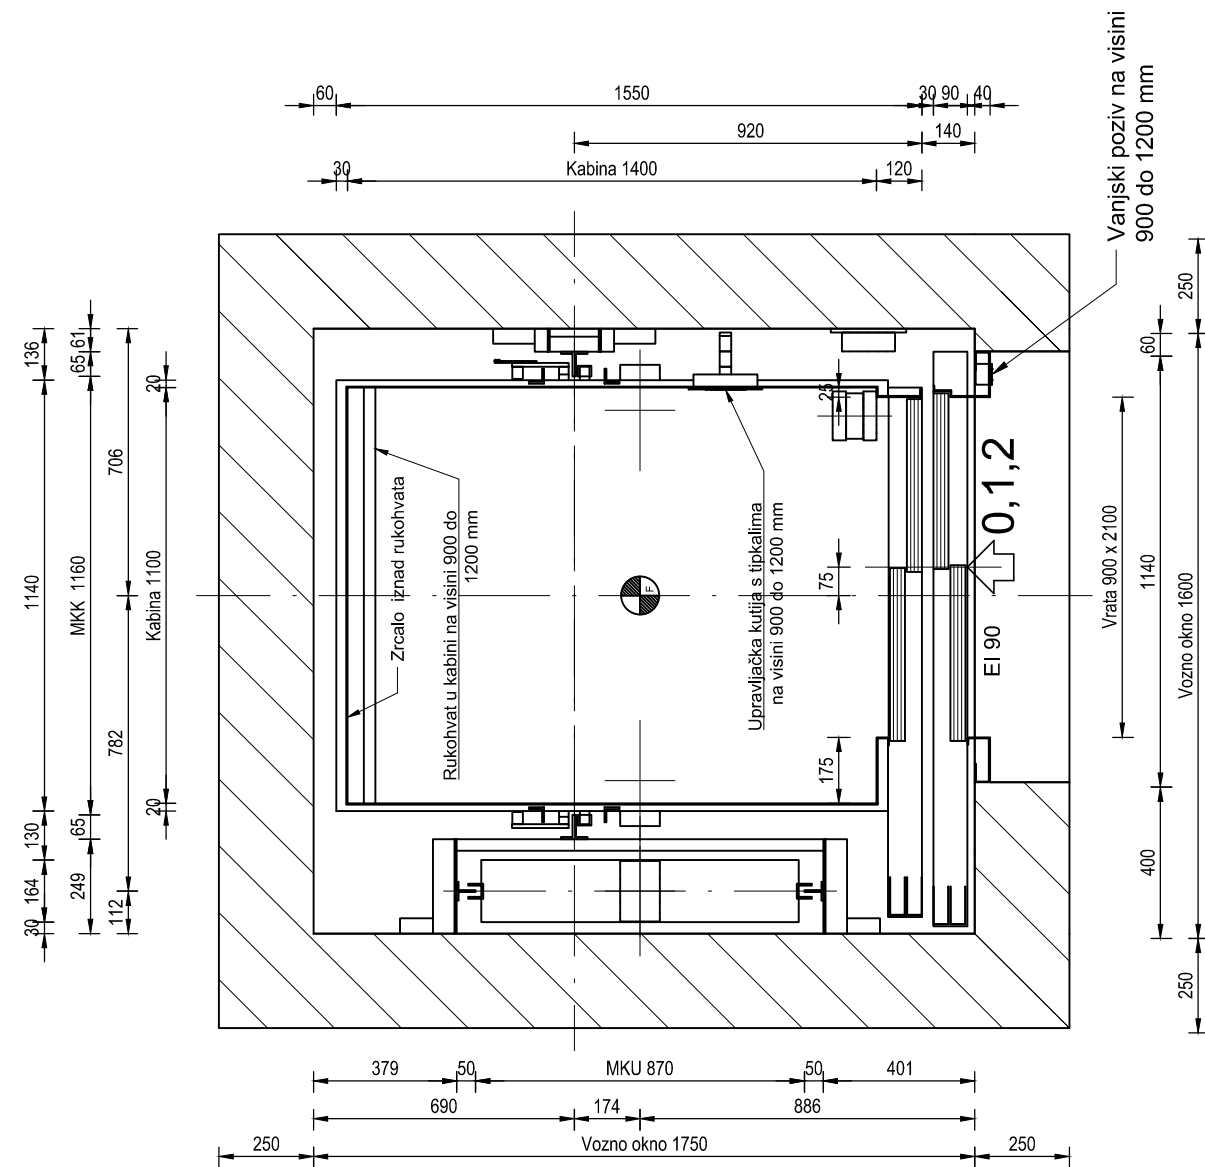 60
1550
30
90
40
920
140
30
Kabina 1400
120
Vanjski poziv na visini
900 do 1200 mm
136
61
65
20
706
1140
MKK 1160
Kabina 1100
782
20
65
130
249
164
112
30
Zrcalo iznad rukohvata
Rukohvat u kabini na visini 900 do
1200 mm
F
Upravljačka kutija s tipkalima
na visini 900 do 1200 mm
25
75
175
0,1,2
EI 90
Vrata 900 x 2100
250
60
1140
Vozno okno 1600
400
250
379
50
MKU 870
50
401
690
174
886
250
Vozno okno 1750
250